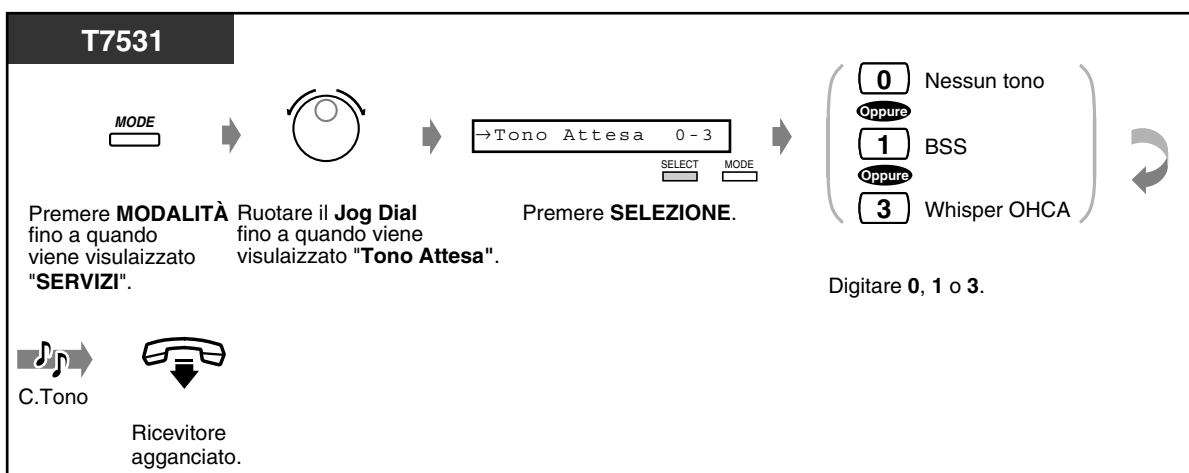 T7531
MODE
→Tono Attesa 0-3
SELECT MODE
0 Nessun tono
Oppure
1 BSS
Oppure
3 Whisper OHCA
Premere MODALITÀ
fino a quando
viene visulaizzato
"SERVIZI".
Ruotare il Jog Dial
fino a quando viene
visulaizzato "Tono Attesa".
Premere SELEZIONE.
Digitare 0, 1 o 3.
C.Tono
Ricevitore
agganciato.